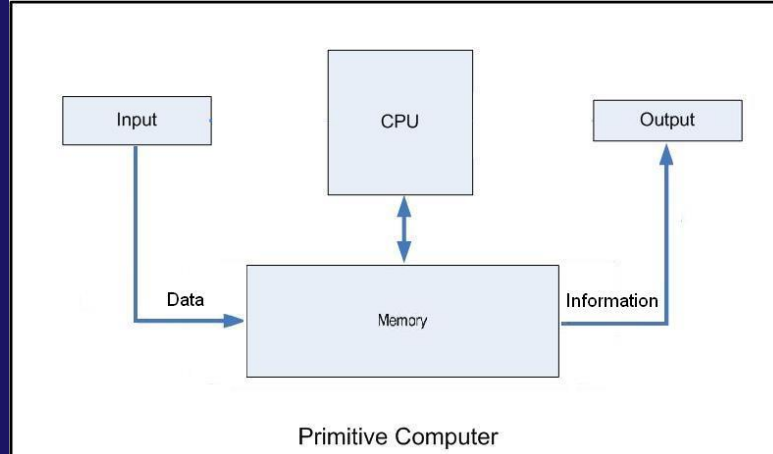 Input
CPU
Output
Data
Memory
Information
Primitive Computer